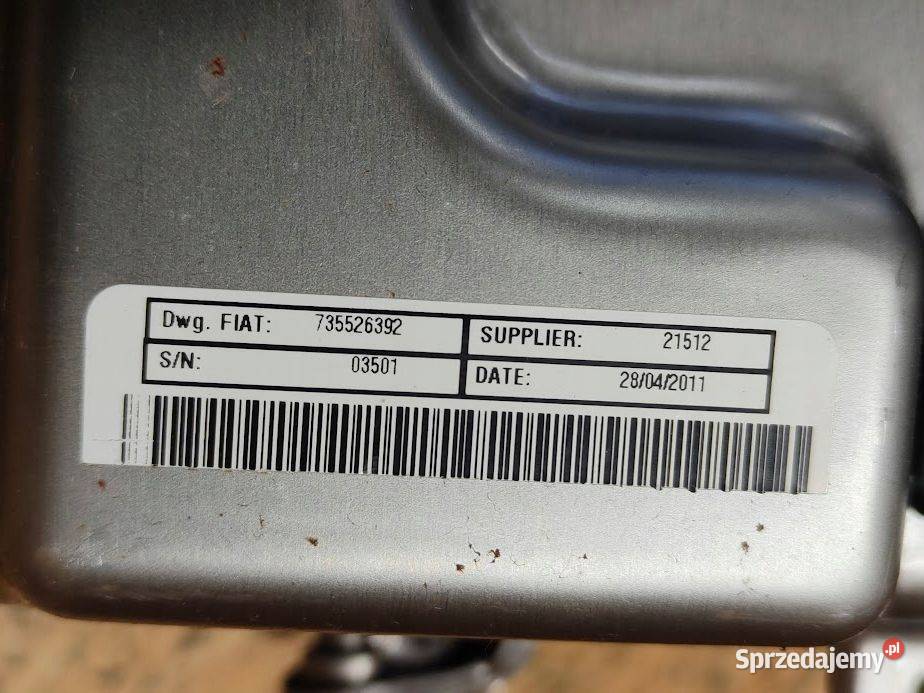 Dwg. FIAT: 735526392 SUPPLIER: 21512
S/N: 03501 DATE: 28/04/2011
Sprzedajemy.pl